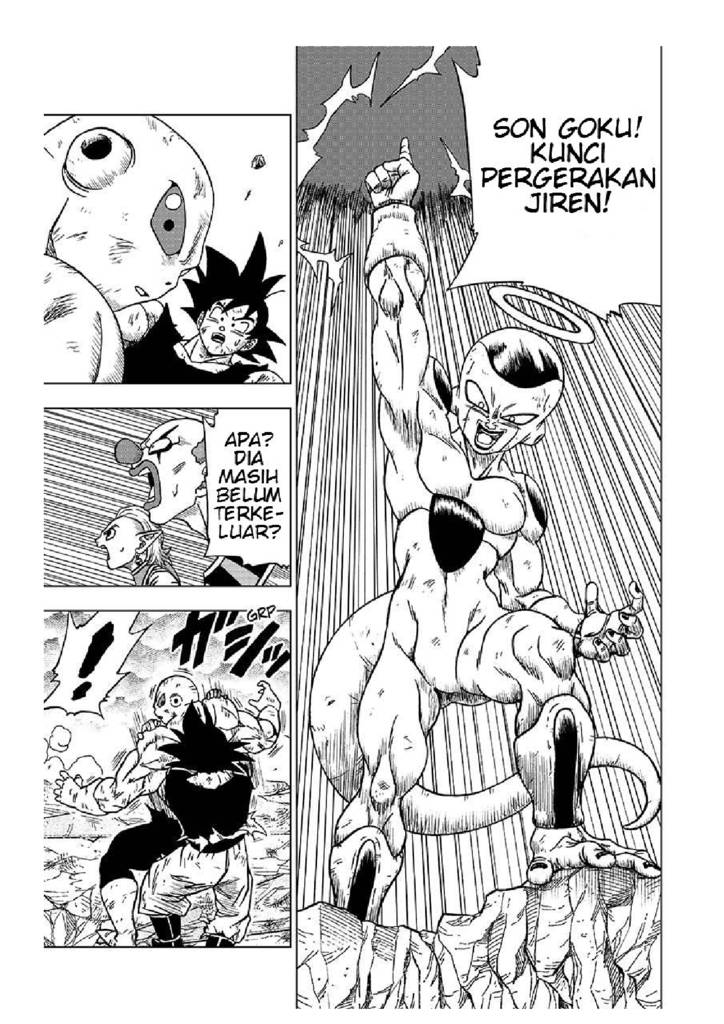 SON GOKU!
KUNCI
PERGERAKAN
JIREN!
APA?
DIA
MASIH
BELUM
TERKE-
LUAR?
GRP
ガシッ
!